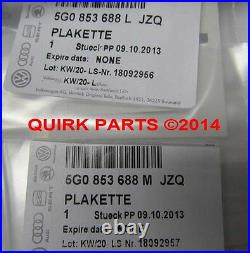 5G0 853 688 L JZQ
PLAKETTE
1 Stueck PP 09.10.2013
Expire date: NONE
Lot: KW/20- LS-Nr. 18092956
QUIRK PARTS ©2014
5G0 853 688 M JZQ
PLAKETTE
1 Stueck PP 09.10.2013
Expire date: NONE
Lot: KW/20- LS-Nr. 18092957